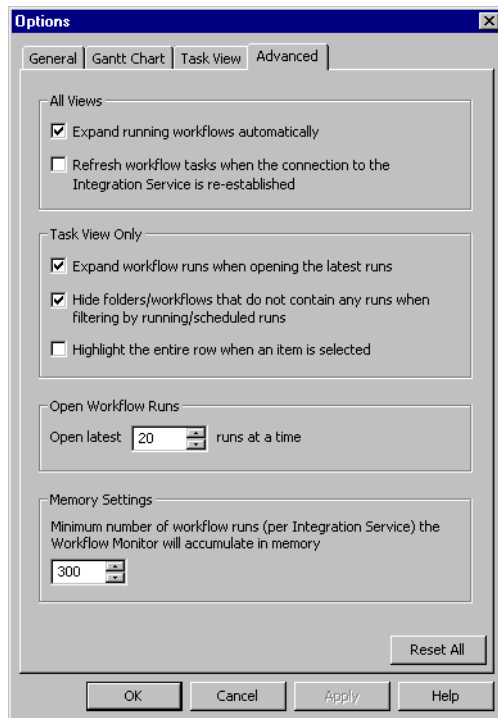 Options
General Gantt Chart Task View Advanced
All Views
Expand running workflows automatically
Refresh workflow tasks when the connection to the
Integration Service is re-established
Task View Only
Expand workflow runs when opening the latest runs
Hide folders/workflows that do not contain any runs when
filtering by running/scheduled runs
Highlight the entire row when an item is selected
Open Workflow Runs
Open latest 20 runs at a time
Memory Settings
Minimum number of workflow runs (per Integration Service) the
Workflow Monitor will accumulate in memory
300
Reset All
OK Cancel Apply Help